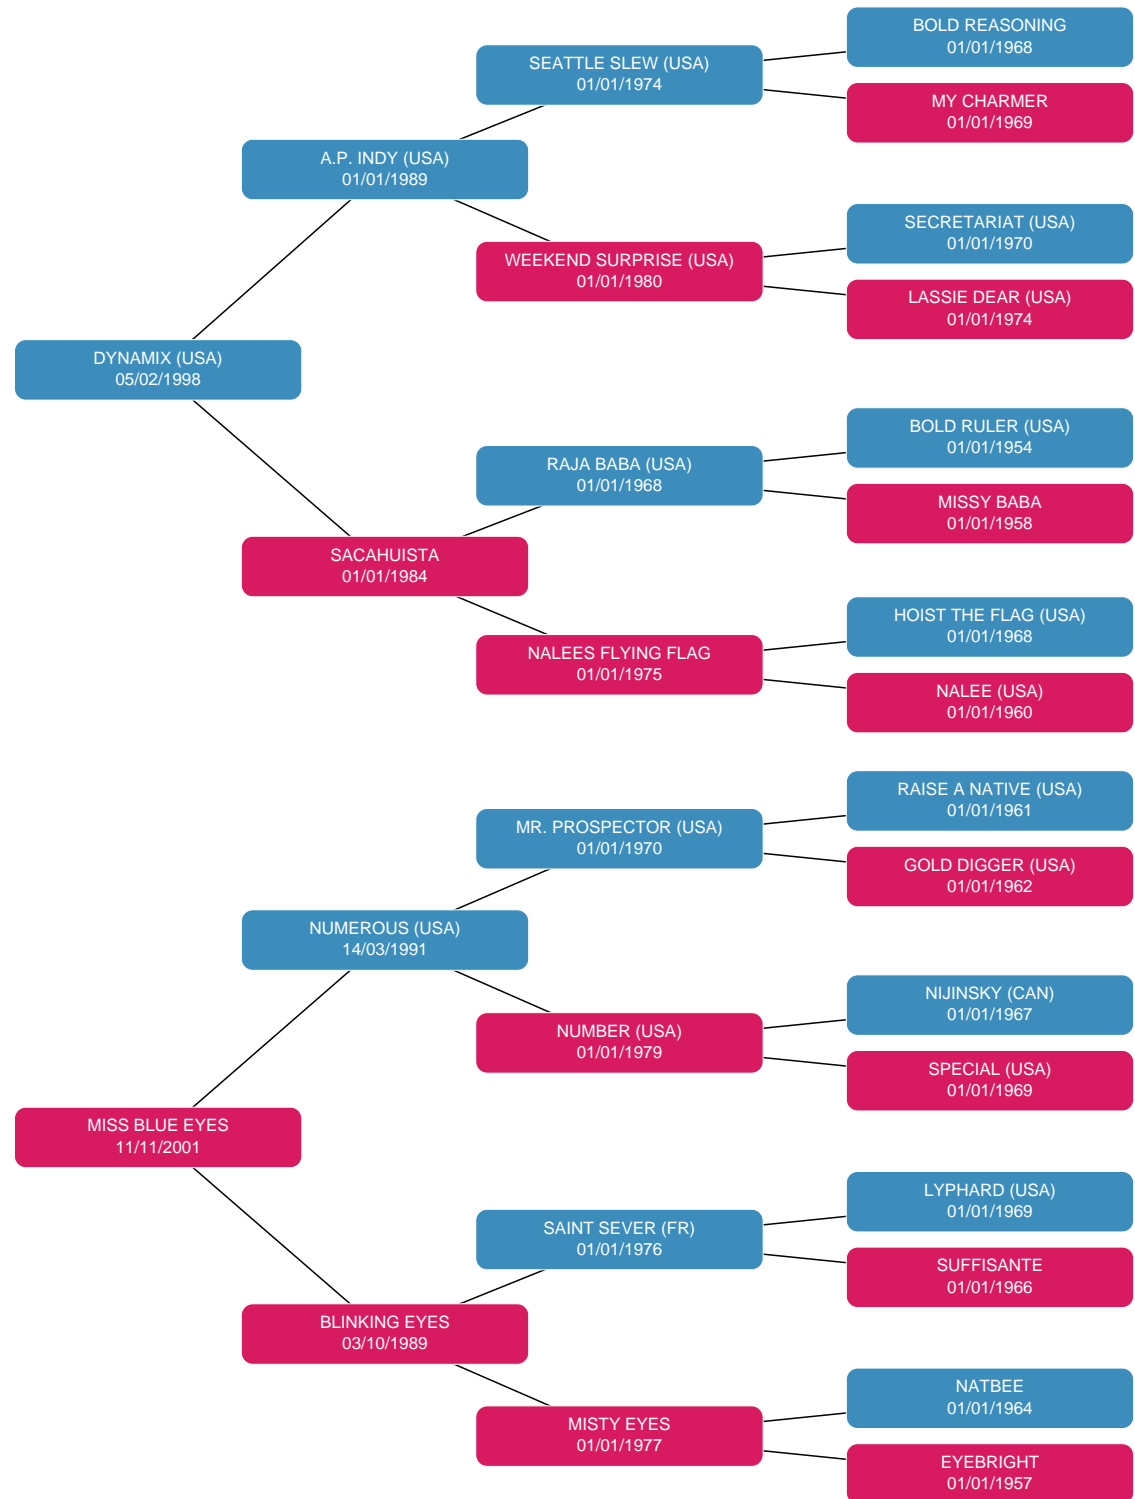 BOLD REASONING
01/01/1968
SEATTLE SLEW (USA)
01/01/1974
MY CHARMER
01/01/1969
A.P. INDY (USA)
01/01/1989
SECRETARIAT (USA)
01/01/1970
WEEKEND SURPRISE (USA)
01/01/1980
LASSIE DEAR (USA)
01/01/1974
DYNAMIX (USA)
05/02/1998
BOLD RULER (USA)
01/01/1954
RAJA BABA (USA)
01/01/1968
MISSY BABA
01/01/1958
SACAHUISTA
01/01/1984
HOIST THE FLAG (USA)
01/01/1968
NALEES FLYING FLAG
01/01/1975
NALEE (USA)
01/01/1960
RAISE A NATIVE (USA)
01/01/1961
MR. PROSPECTOR (USA)
01/01/1970
GOLD DIGGER (USA)
01/01/1962
NUMEROUS (USA)
14/03/1991
NIJINSKY (CAN)
01/01/1967
NUMBER (USA)
01/01/1979
SPECIAL (USA)
01/01/1969
MISS BLUE EYES
11/11/2001
LYPHARD (USA)
01/01/1969
SAINT SEVER (FR)
01/01/1976
SUFFISANTE
01/01/1966
BLINKING EYES
03/10/1989
NATBEE
01/01/1964
MISTY EYES
01/01/1977
EYEBRIGHT
01/01/1957